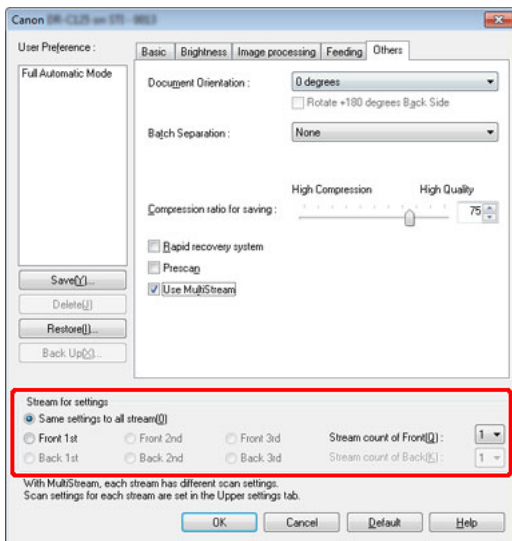 Canon
User Preference :
Full Automatic Mode
Save(Y)...
Delete(J)
Restore(I)...
Back Up(X)...
Basic Brightness Image processing Feeding Others
Document Orientation : 0 degrees
Rotate +180 degrees Back Side
Batch Separation : None
High Compression High Quality
Compression ratio for saving : 75
Rapid recovery system
Prescan
Use MultiStream
Stream for settings
Same settings to all stream(0)
Front 1st Front 2nd Front 3rd Stream count of Front(Q) : 1
Back 1st Back 2nd Back 3rd Stream count of Back(K) : 1
With MultiStream, each stream has different scan settings.
Scan settings for each stream are set in the Upper settings tab.
OK Cancel Default Help